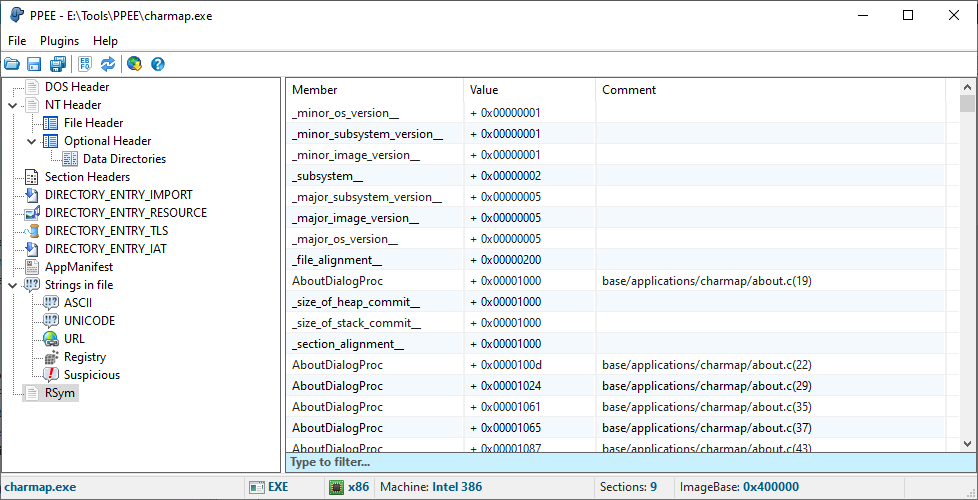 PPEE - E:\Tools\PPEE\charmap.exe
File Plugins Help
DOS Header
NT Header
File Header
Optional Header
Data Directories
Section Headers
DIRECTORY_ENTRY_IMPORT
DIRECTORY_ENTRY_RESOURCE
DIRECTORY_ENTRY_TLS
DIRECTORY_ENTRY_IAT
AppManifest
Strings in file
ASCII
UNICODE
URL
Registry
Suspicious
RSym
Member Value Comment
_minor_os_version__ + 0x00000001
_minor_subsystem_version__ + 0x00000001
_minor_image_version__ + 0x00000001
_subsystem__ + 0x00000002
_major_subsystem_version__ + 0x00000005
_major_image_version__ + 0x00000005
_major_os_version__ + 0x00000005
_file_alignment__ + 0x00000200
AboutDialogProc + 0x00001000 base/applications/charmap/about.c(19)
_size_of_heap_commit__ + 0x00001000
_size_of_stack_commit__ + 0x00001000
_section_alignment__ + 0x00001000
AboutDialogProc + 0x0000100d base/applications/charmap/about.c(22)
AboutDialogProc + 0x00001024 base/applications/charmap/about.c(29)
AboutDialogProc + 0x00001061 base/applications/charmap/about.c(35)
AboutDialogProc + 0x00001065 base/applications/charmap/about.c(37)
AboutDialogProc + 0x00001087 base/applications/charmap/about.c(43)
Type to filter...
charmap.exe EXE x86 Machine: Intel 386 Sections: 9 ImageBase: 0x400000